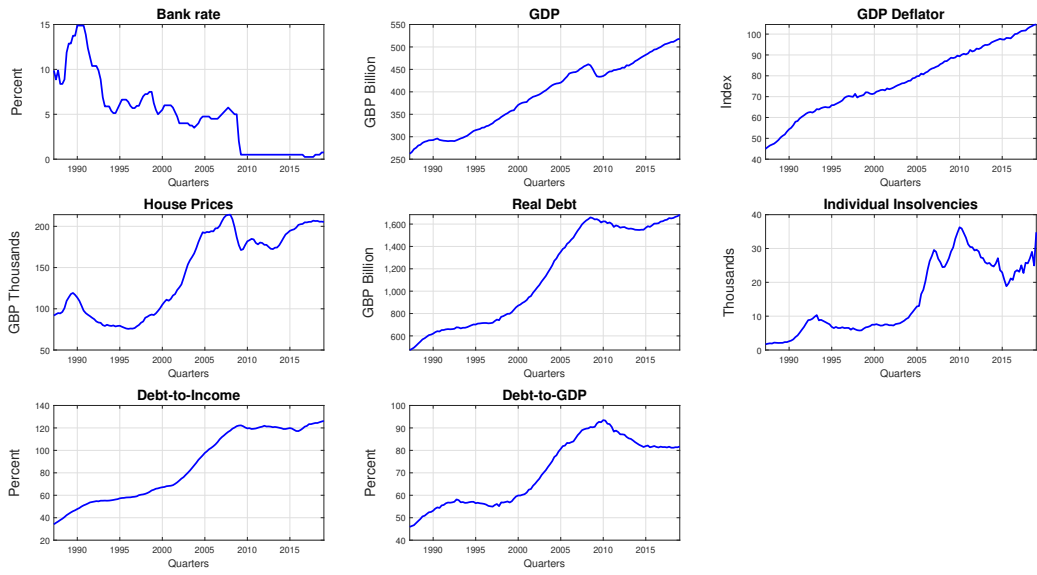 Bank rate
15
10
5
0
Percent
1990 1995 2000 2005 2010 2015
Quarters
GDP
550
500
450
400
350
300
250
GBP Billion
1990 1995 2000 2005 2010 2015
Quarters
GDP Deflator
100
90
80
70
60
50
40
Index
1990 1995 2000 2005 2010 2015
Quarters
House Prices
200
150
100
50
GBP Thousands
1990 1995 2000 2005 2010 2015
Quarters
Real Debt
1,600
1,400
1,200
1,000
800
600
GBP Billion
1990 1995 2000 2005 2010 2015
Quarters
Individual Insolvencies
40
30
20
10
0
Thousands
1990 1995 2000 2005 2010 2015
Quarters
Debt-to-Income
140
120
100
80
60
40
20
Percent
1990 1995 2000 2005 2010 2015
Quarters
Debt-to-GDP
100
90
80
70
60
50
40
Percent
1990 1995 2000 2005 2010 2015
Quarters